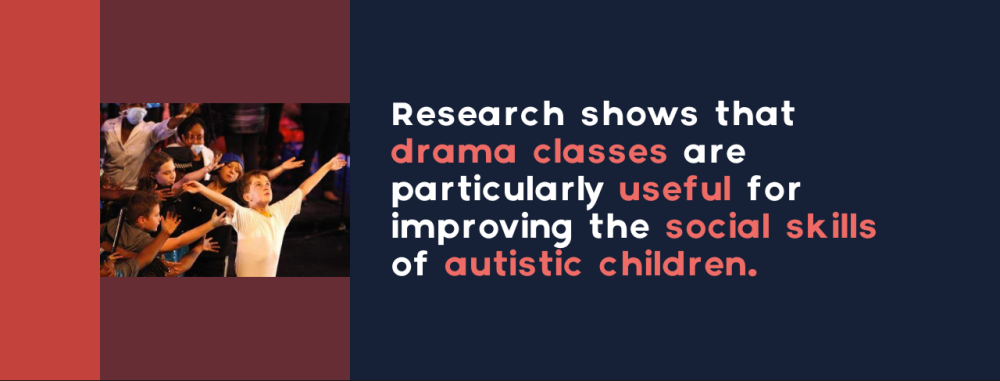 Research shows that
drama classes are
particularly useful for
improving the social skills
of autistic children.